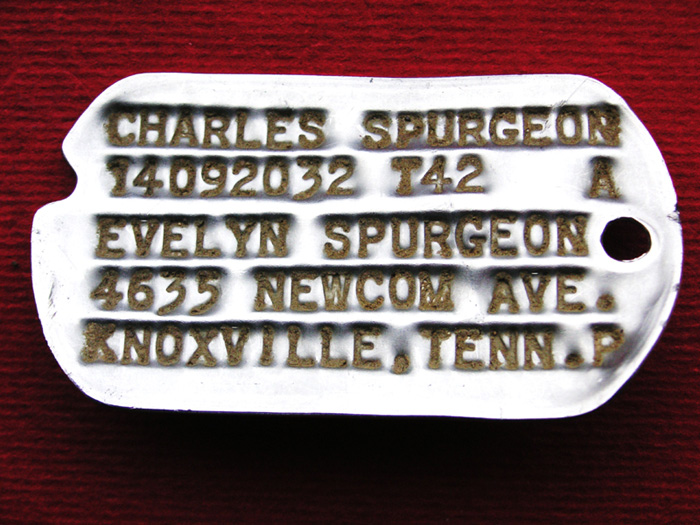 CHARLES SPURGEON
14092032 T42 A
EVELYN SPURGEON
4635 NEWCOM AVE.
KNOXVILLE, TENN. P